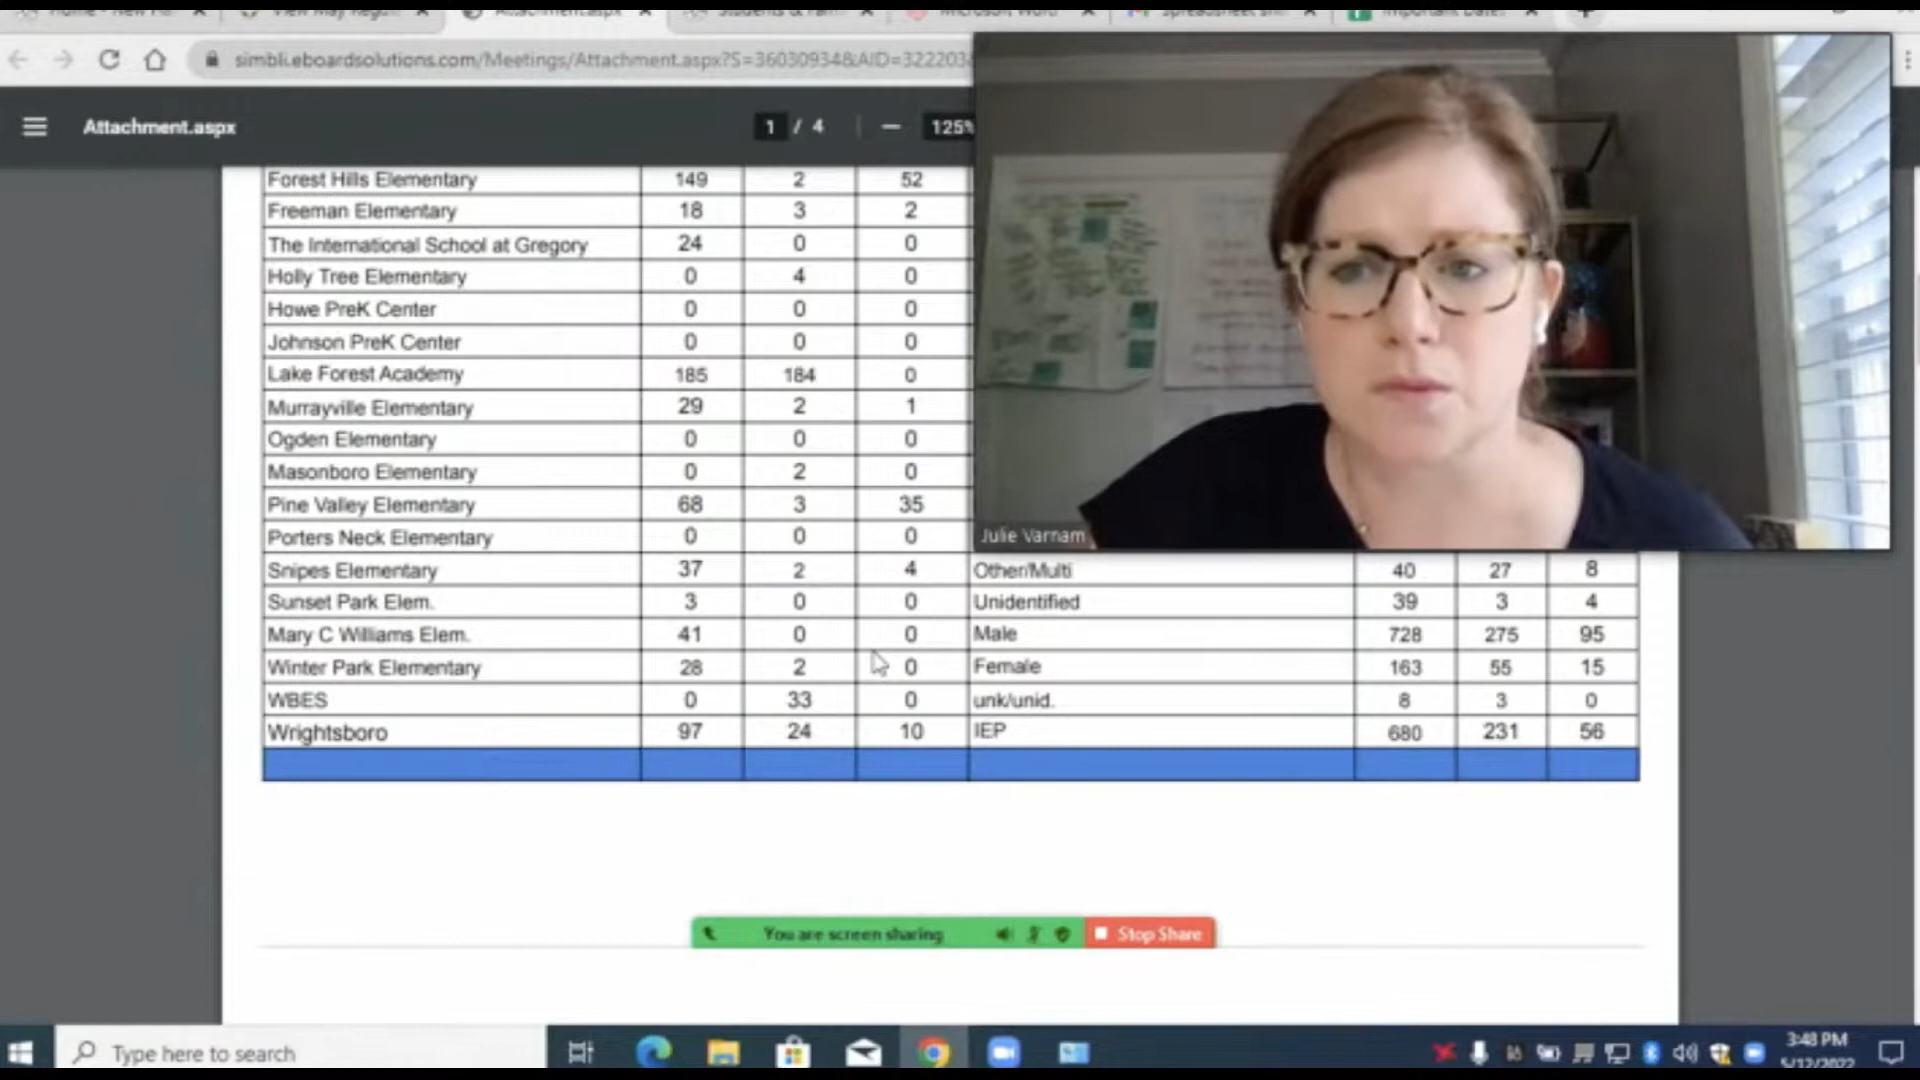 simbli.eboardsolutions.com/Meetings/Attachment.aspx?S=36030934&AID=322203
Attachment.aspx
1 / 4
125%
Forest Hills Elementary 149 2 52
Freeman Elementary 18 3 2
The International School at Gregory 24 0 0
Holly Tree Elementary 0 4 0
Howe PreK Center 0 0 0
Johnson PreK Center 0 0 0
Lake Forest Academy 185 184 0
Murrayville Elementary 29 2 1
Ogden Elementary 0 0 0
Masonboro Elementary 0 2 0
Pine Valley Elementary 68 3 35
Julie Varnam
Porters Neck Elementary 0 0 0
Snipes Elementary 37 2 4 Other/Multi 40 27 8
Sunset Park Elem. 3 0 0 Unidentified 39 3 4
Mary C Williams Elem. 41 0 0 Male 728 275 95
Winter Park Elementary 28 2 0 Female 163 55 15
WBES 0 33 0 unk/unid. 8 3 0
Wrightsboro 97 24 10 IEP 680 231 56
You are screen sharing Stop Share
Type here to search
3:48 PM
5/12/2022